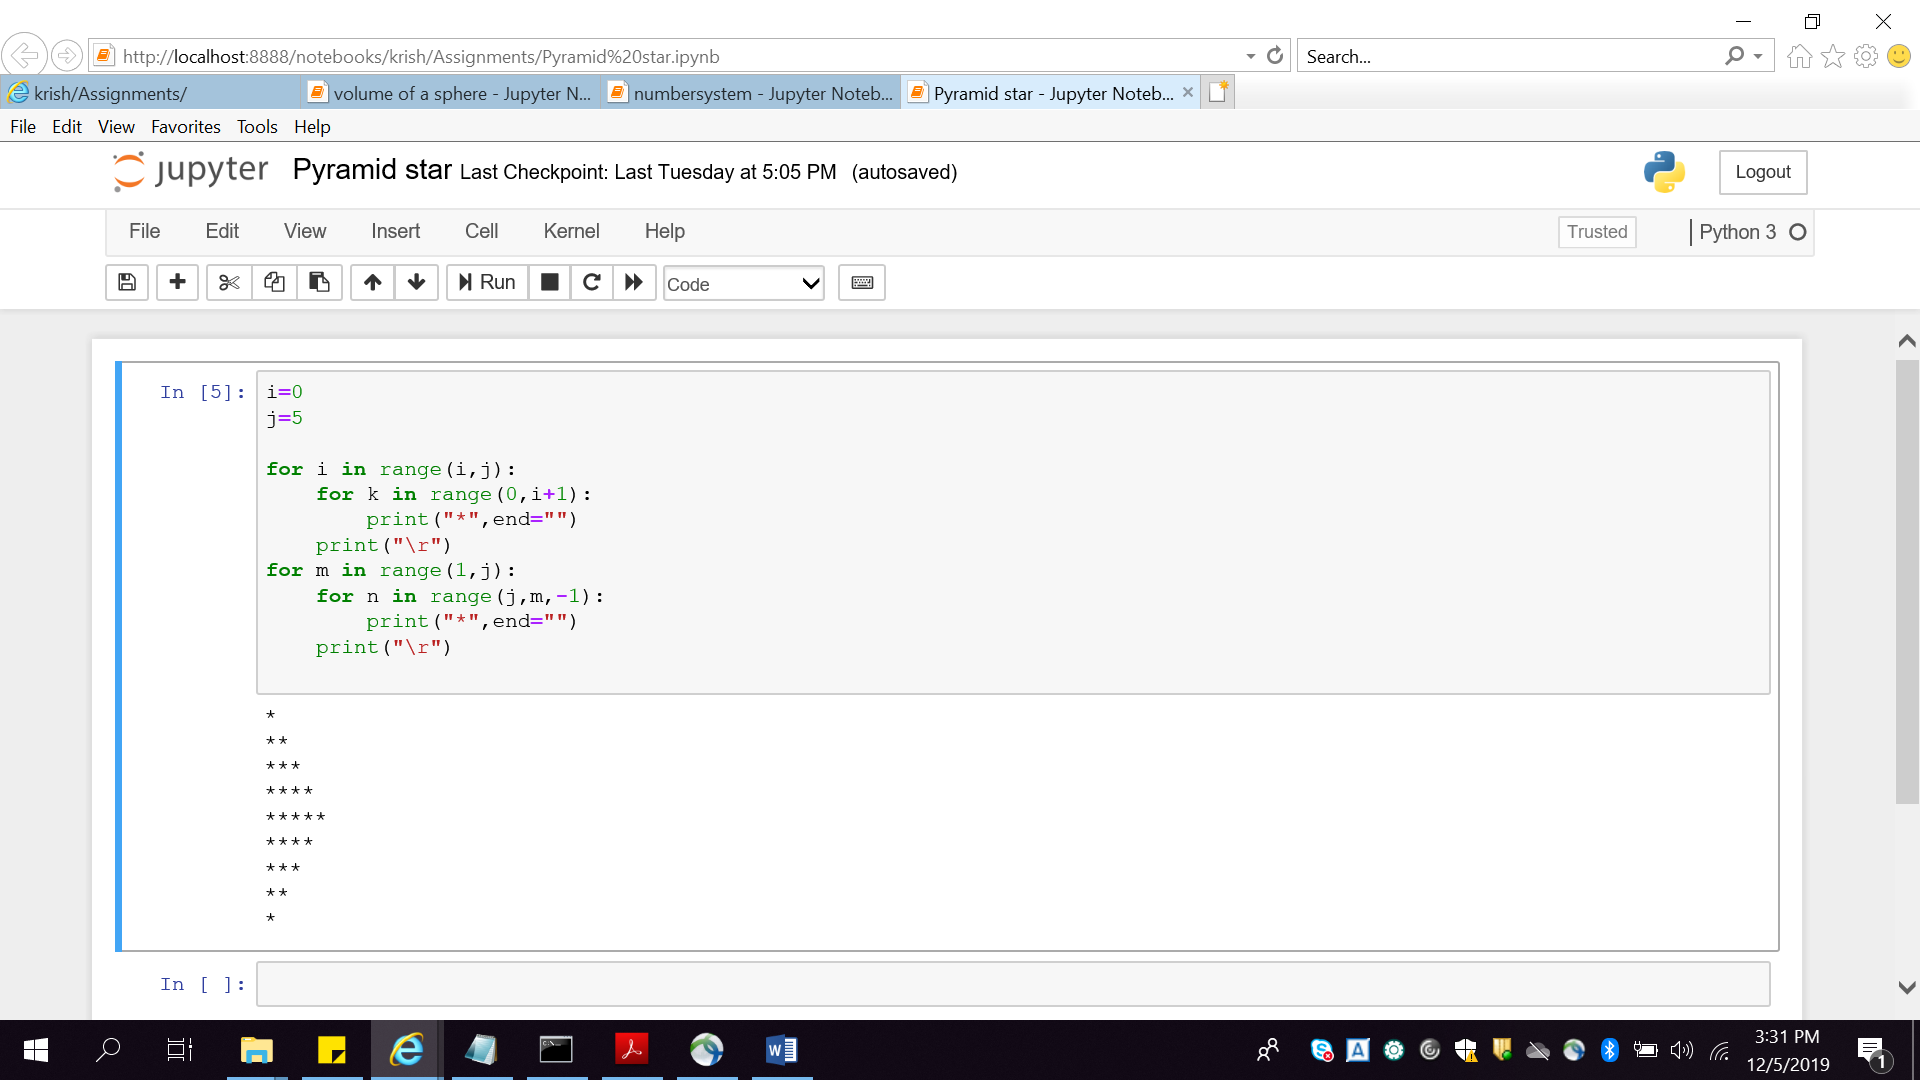 http://localhost:8888/notebooks/krish/Assignments/Pyramid%20star.ipynb
Search...
krish/Assignments/
volume of a sphere - Jupyter N...
numbersystem - Jupyter Noteb...
Pyramid star - Jupyter Noteb...
File Edit View Favorites Tools Help
jupyter Pyramid star Last Checkpoint: Last Tuesday at 5:05 PM (autosaved)
Logout
File Edit View Insert Cell Kernel Help
Trusted
Python 3
Run
Code
In [5]:
i=0
j=5

for i in range(i,j):
    for k in range(0,i+1):
        print("*",end="")
    print("\r")
for m in range(1,j):
    for n in range(j,m,-1):
        print("*",end="")
    print("\r")
*
**
***
****
*****
****
***
**
*
In [ ]:
3:31 PM
12/5/2019
1